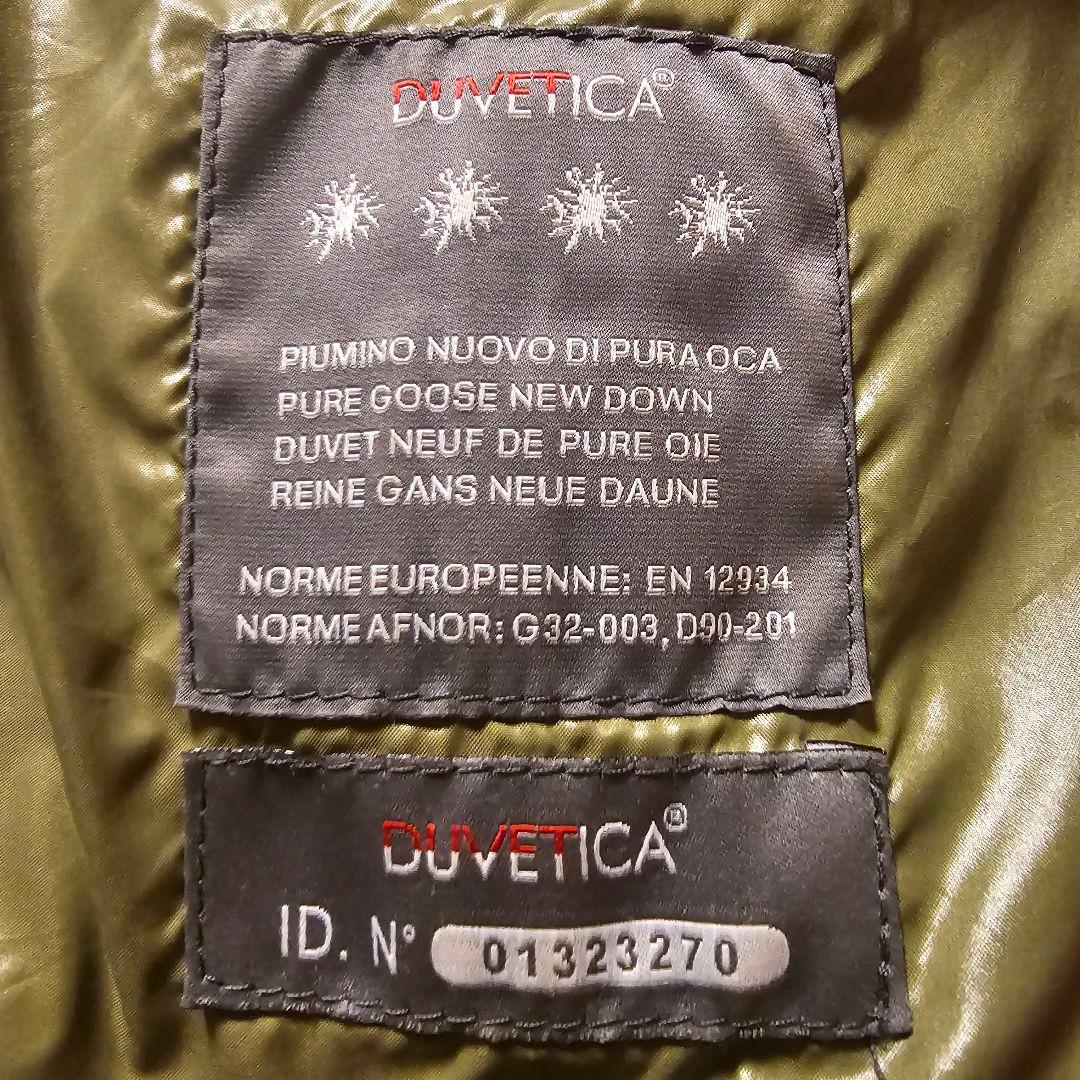 DUVETICA®
PIUMINO NUOVO DI PURA OCA
PURE GOOSE NEW DOWN
DUVET NEUF DE PURE OIE
REINE GANS NEUE DAUNE
NORME EUROPEENNE: EN 12934
NORME AFNOR: G32-003, D90-201
DUVETICA®
ID. N° 01323270